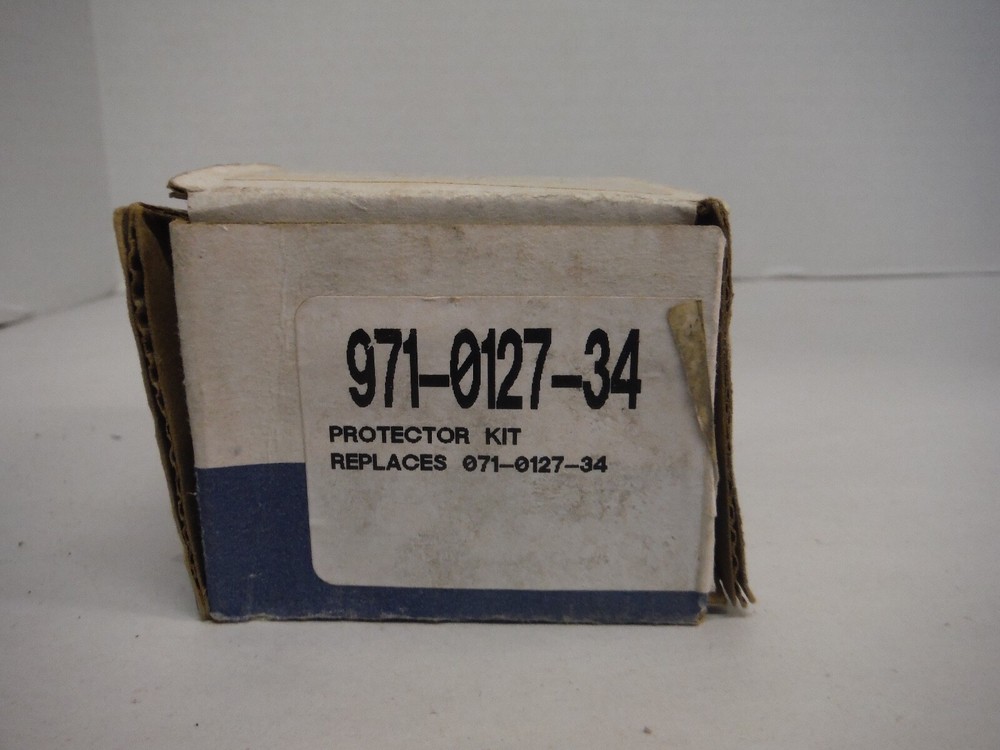 971-0127-34
PROTECTOR KIT
REPLACES 071-0127-34